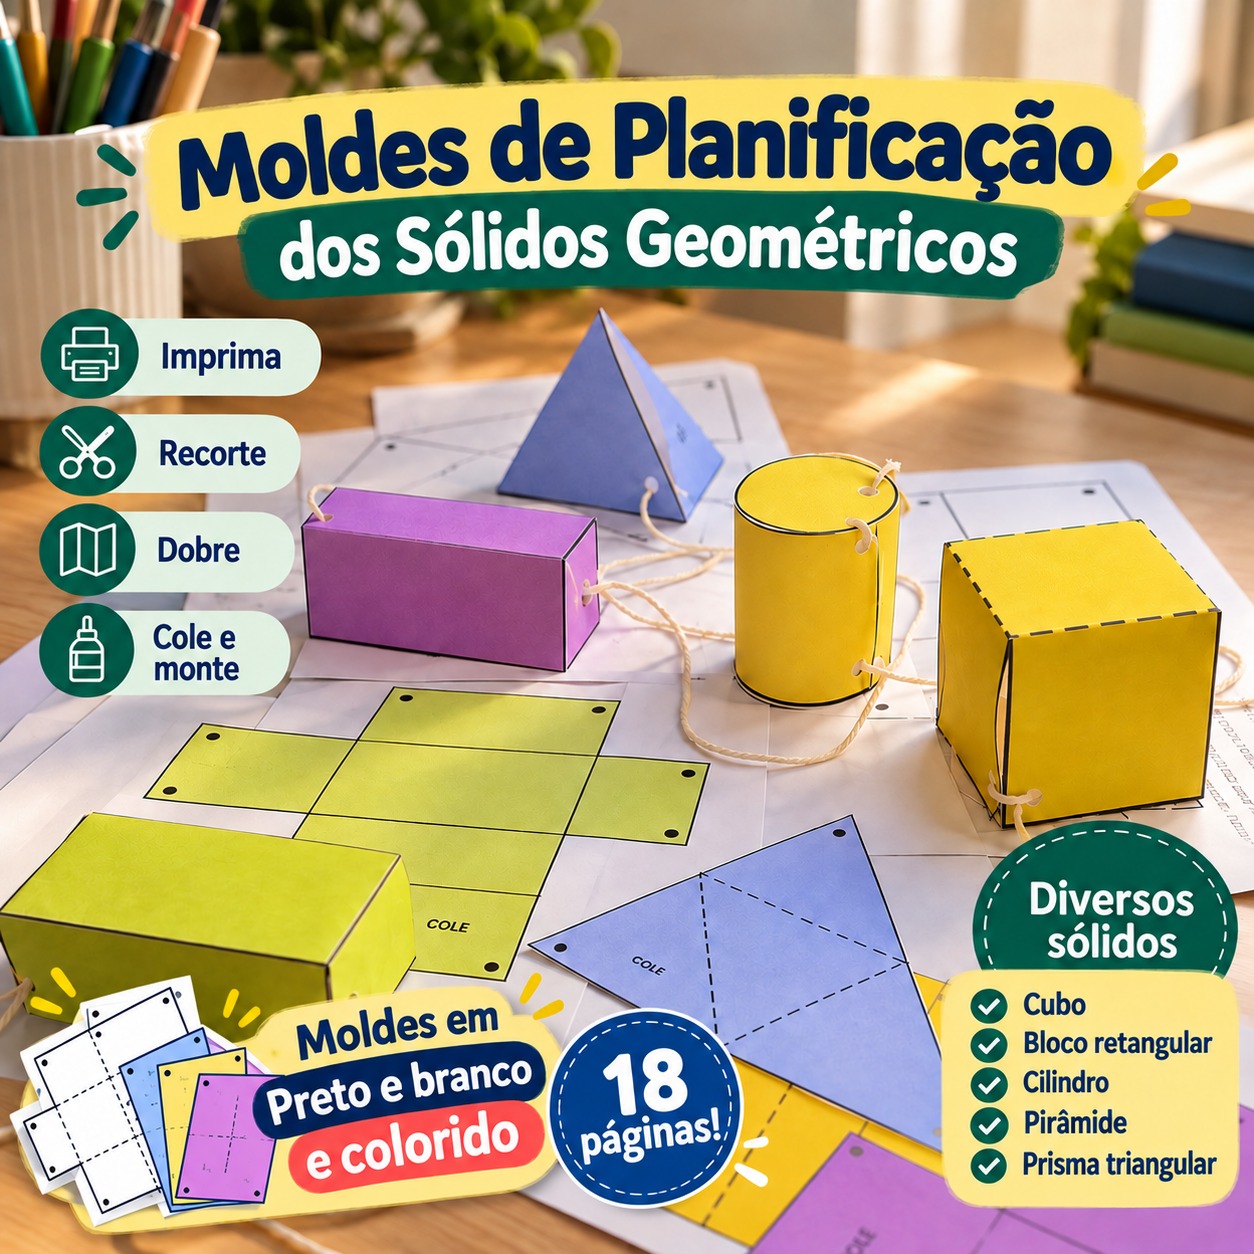 Moldes de Planificação
dos Sólidos Geométricos
Imprima
Recorte
Dobre
Cole e
monte
COLE
COLE
Diversos
sólidos
Cubo
Bloco retangular
Cilindro
Pirâmide
Prisma triangular
Moldes em
Preto e branco
e colorido
18
páginas!